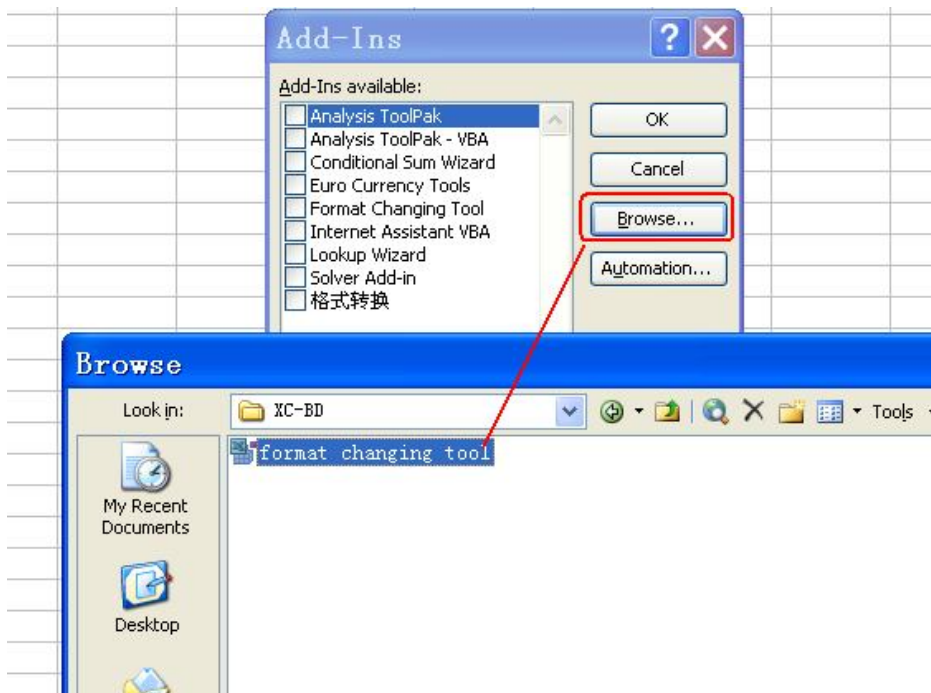 Add-Ins
Add-Ins available:
Analysis ToolPak
Analysis ToolPak - VBA
Conditional Sum Wizard
Euro Currency Tools
Format Changing Tool
Internet Assistant VBA
Lookup Wizard
Solver Add-in
格式转换
OK
Cancel
Browse...
Automation...
Browse
Look in:
XC-BD
Tools
format changing tool
My Recent
Documents
Desktop